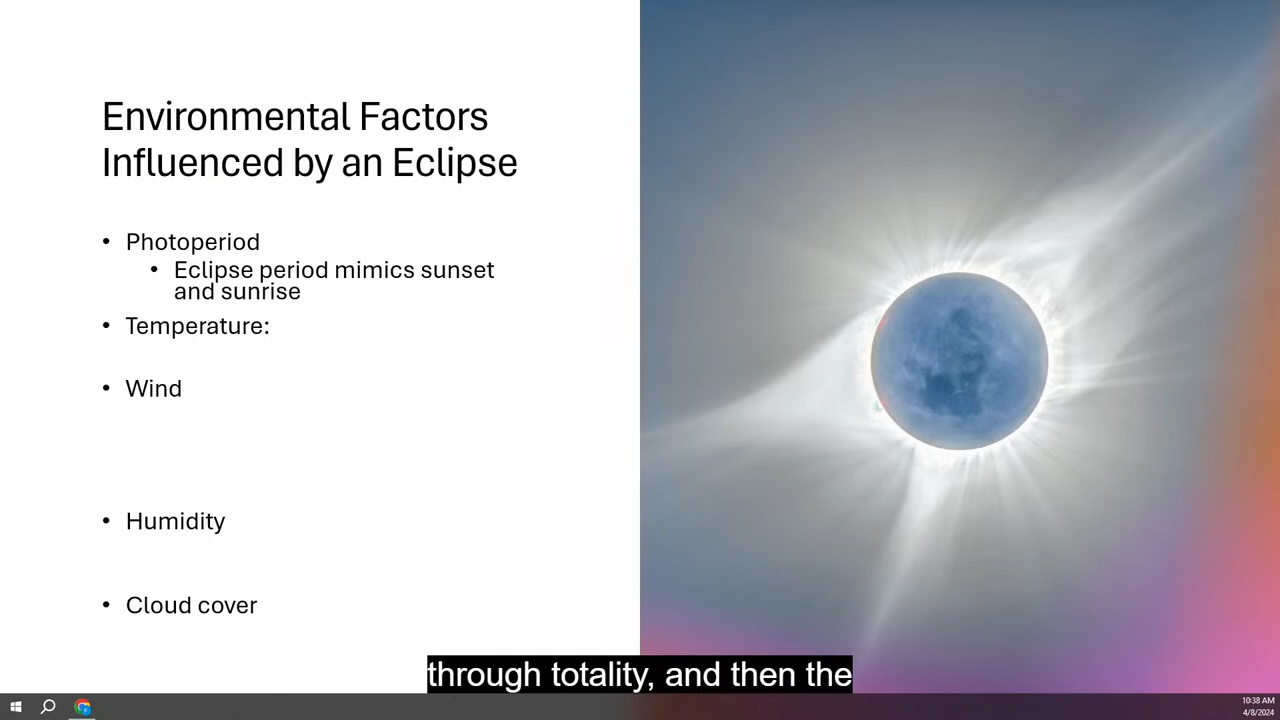 Environmental Factors
Influenced by an Eclipse
• Photoperiod
• Eclipse period mimics sunset
and sunrise
• Temperature:
• Wind
• Humidity
• Cloud cover
through totality, and then the
10:38 AM
4/8/2024